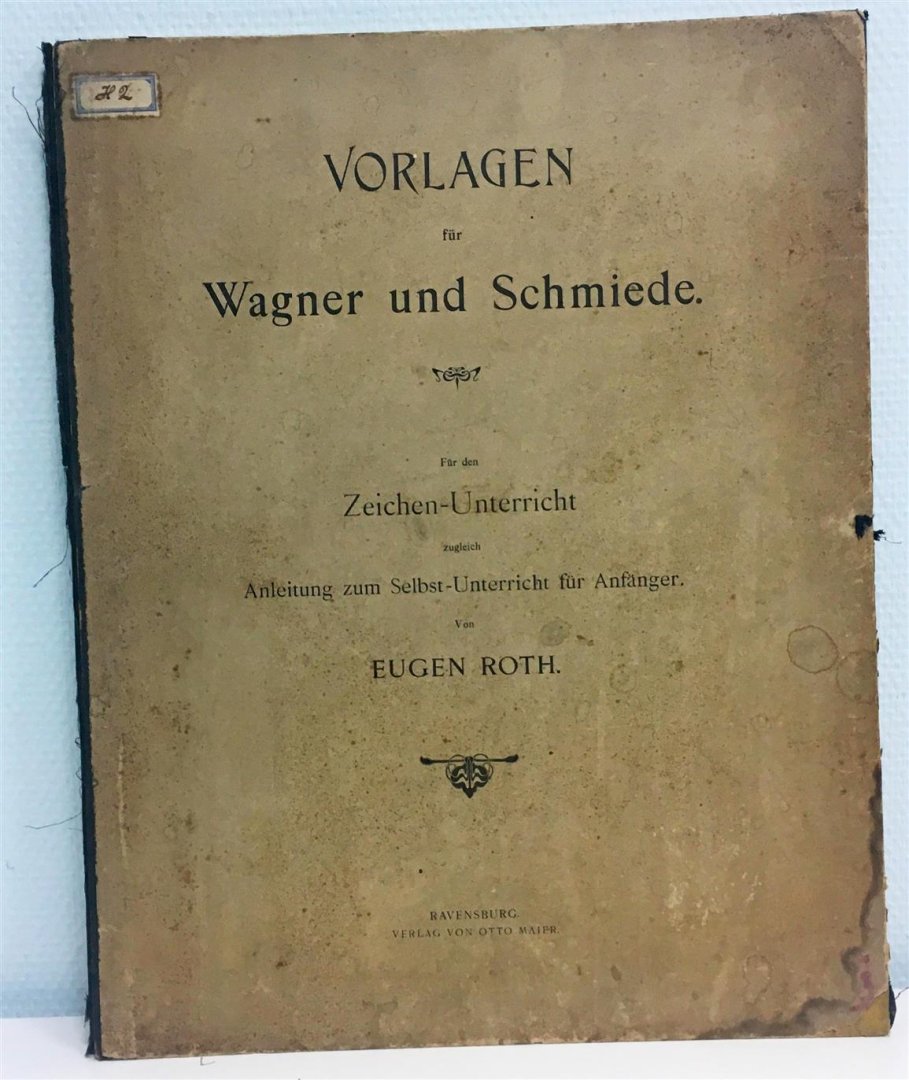 H 2
VORLAGEN
für
Wagner und Schmiede.
Für den
Zeichen-Unterricht
zugleich
Anleitung zum Selbst-Unterricht für Anfänger.
Von
EUGEN ROTH.
RAVENSBURG.
VERLAG VON OTTO MAIER.